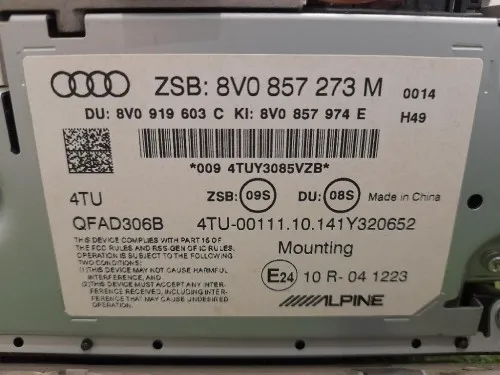 ZSB: 8V0 857 273 M 0014
DU: 8V0 919 603 C KI: 8V0 857 974 E H49
*009 4TUY3085VZB*
4TU ZSB: 09S DU: 08S Made in China
QFAD306B 4TU-00111.10.141Y320652
THIS DEVICE COMPLIES WITH PART 15 OF
THE FCC RULES AND RSS-GEN OF IC RULES.
OPERATION IS SUBJECT TO THE FOLLOWING
TWO CONDITIONS:
(1)THIS DEVICE MAY NOT CAUSE HARMFUL
INTERFERENCE, AND
(2)THIS DEVICE MUST ACCEPT ANY INTER-
FERENCE RECEIVED, INCLUDING INTER-
FERENCE THAT MAY CAUSE UNDESIRED
OPERATION.
Mounting
E24 10 R- 04 1223
ALPINE